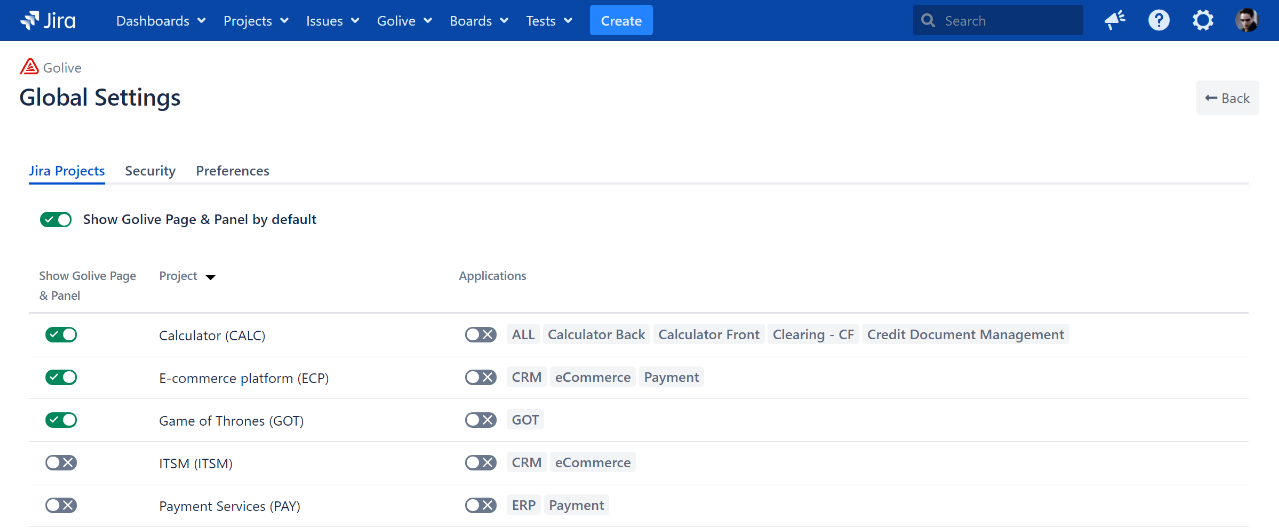 Jira Dashboards Projects Issues Golive Boards Tests Create Search
Golive
Global Settings
Back
Jira Projects Security Preferences
Show Golive Page & Panel by default
Show Golive Page
& Panel
Project
Applications
Calculator (CALC) ALL Calculator Back Calculator Front Clearing - CF Credit Document Management
E-commerce platform (ECP) CRM eCommerce Payment
Game of Thrones (GOT) GOT
ITSM (ITSM) CRM eCommerce
Payment Services (PAY) ERP Payment